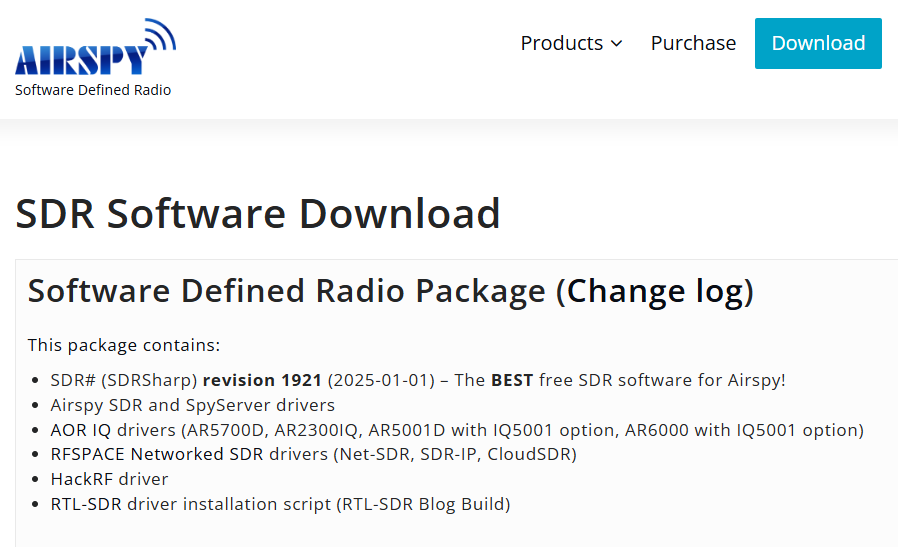 AIRSPY
Software Defined Radio
Products
Purchase
Download
SDR Software Download
Software Defined Radio Package (Change log)
This package contains:
SDR# (SDRSharp) revision 1921 (2025-01-01) – The BEST free SDR software for Airspy!
Airspy SDR and SpyServer drivers
AOR IQ drivers (AR5700D, AR2300IQ, AR5001D with IQ5001 option, AR6000 with IQ5001 option)
RFSPACE Networked SDR drivers (Net-SDR, SDR-IP, CloudSDR)
HackRF driver
RTL-SDR driver installation script (RTL-SDR Blog Build)